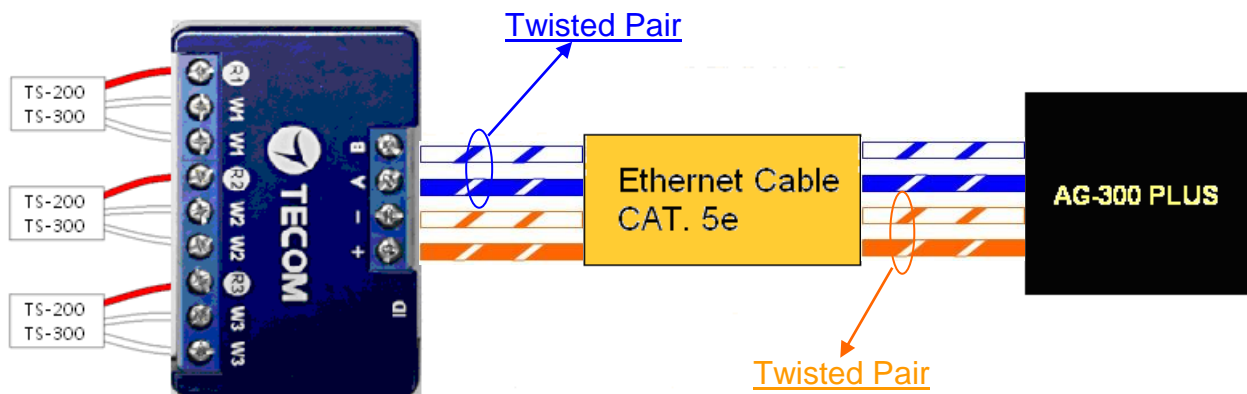 Twisted Pair
TS-200
TS-300
TS-200
TS-300
TS-200
TS-300
R1
W1
W1
R2
W2
W2
R3
W3
W3
TECOM
B
A
–
+
ID
Ethernet Cable
CAT. 5e
AG-300 PLUS
Twisted Pair